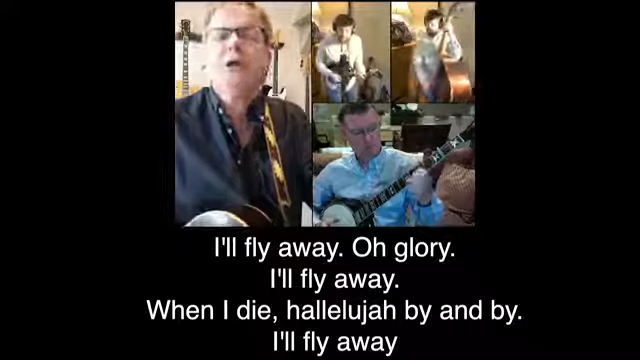 I'll fly away. Oh glory.
I'll fly away.
When I die, hallelujah by and by.
I'll fly away